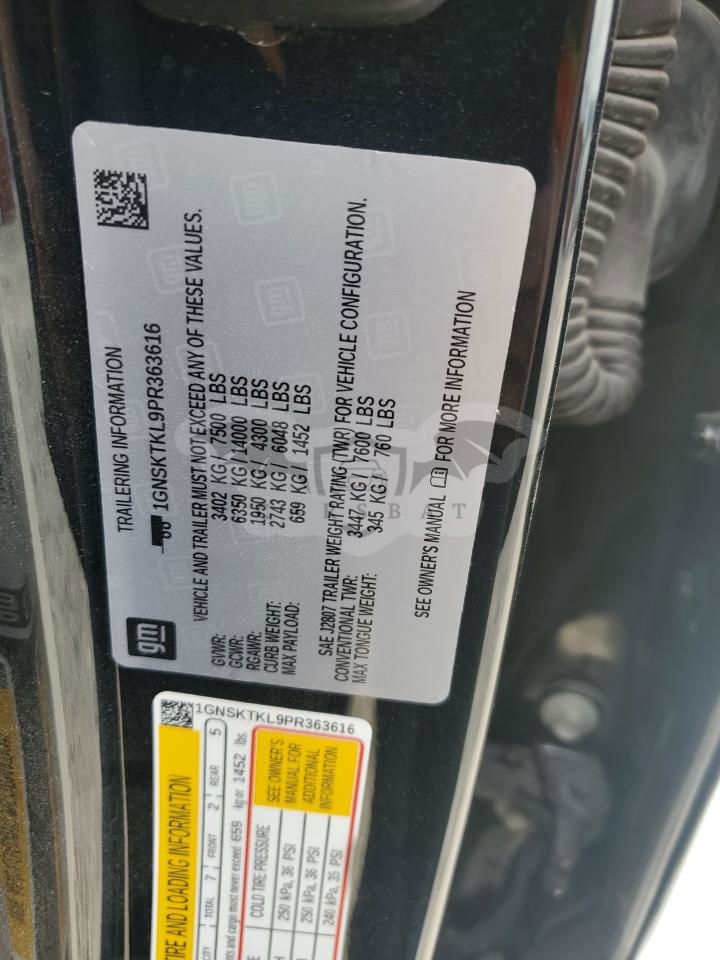 TRAILERING INFORMATION
1GNSKTKL9PR363616
gm
VEHICLE AND TRAILER MUST NOT EXCEED ANY OF THESE VALUES.
GVWR: 3402 KG / 7500 LBS
GCWR: 6350 KG / 14000 LBS
RGAWR: 1950 KG / 4300 LBS
CURB WEIGHT: 2743 KG / 6048 LBS
MAX PAYLOAD: 659 KG / 1452 LBS
SAE J2807 TRAILER WEIGHT RATING (TWR) FOR VEHICLE CONFIGURATION.
CONVENTIONAL TWR: 3447 KG / 7600 LBS
MAX TONGUE WEIGHT: 345 KG / 760 LBS
SEE OWNER'S MANUAL FOR MORE INFORMATION
1GNSKTKL9PR363616
TIRE AND LOADING INFORMATION
TOTAL 7 FRONT 2 REAR 5
and cargo must never exceed 659 kg or 1452 lbs.
COLD TIRE PRESSURE
250 kPa, 36 PSI
250 kPa, 36 PSI
240 kPa, 35 PSI
SEE OWNER'S
MANUAL FOR
ADDITIONAL
INFORMATION